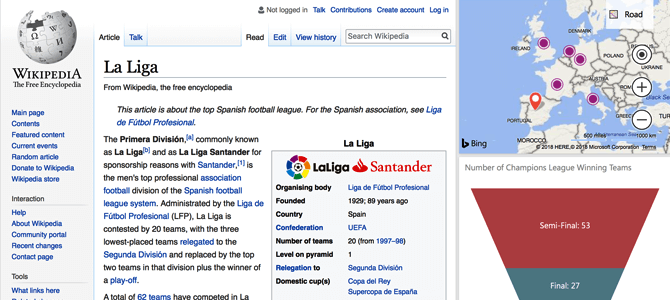 Not logged in Talk Contributions Create account Log in
Article Talk Read Edit View history Search Wikipedia
WIKIPEDIA
The Free Encyclopedia
Main page
Contents
Featured content
Current events
Random article
Donate to Wikipedia
Wikipedia store
Interaction
Help
About Wikipedia
Community portal
Recent changes
Contact page
Tools
What links here
La Liga
From Wikipedia, the free encyclopedia
This article is about the top Spanish football league. For the Spanish association, see Liga
de Fútbol Profesional.
The Primera División,[a] commonly known
as La Liga[b] and as La Liga Santander for
sponsorship reasons with Santander,[1] is
the men's top professional association
football division of the Spanish football
league system. Administrated by the Liga de
Fútbol Profesional (LFP), La Liga is
contested by 20 teams, with the three
lowest-placed teams relegated to the
Segunda División and replaced by the top
two teams in that division plus the winner of
a play-off.
A total of 62 teams have competed in La
La Liga
LaLiga Santander
Organising body Liga de Fútbol Profesional
Founded 1929; 89 years ago
Country Spain
Confederation UEFA
Number of teams 20 (from 1997–98)
Level on pyramid 1
Relegation to Segunda División
Domestic cup(s) Copa del Rey
Supercopa de España
Road
IRELAND
DENMARK
POLAND
UKRAINE
AUSTRIA
PORTUGAL
MOROCCO
Bing
500 Miles
© 2018 HERE, © 2018 Microsoft Corporation Terms
Number of Champions League Winning Teams
Semi-Final: 53
Final: 27